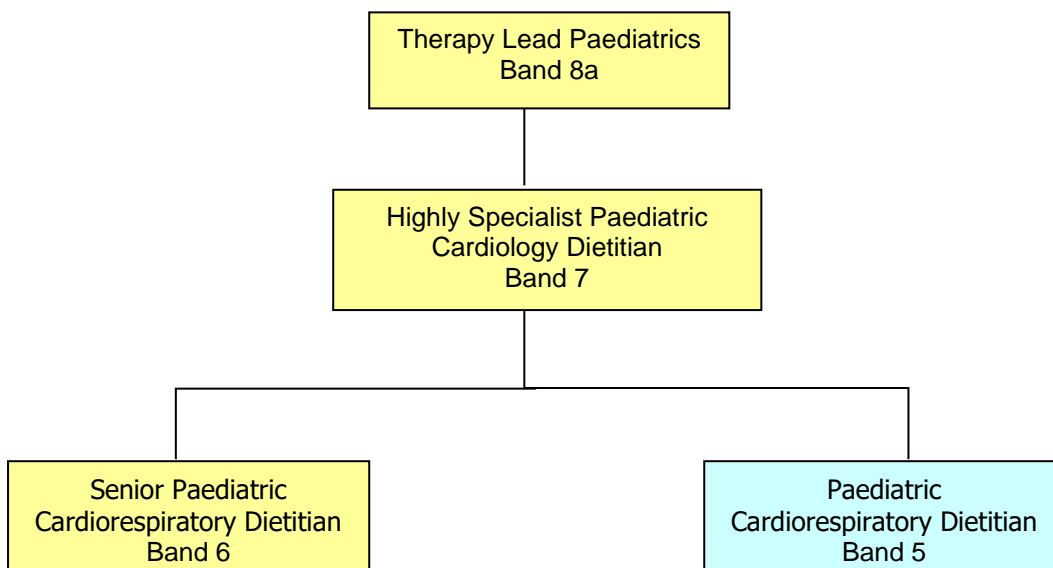 Therapy Lead Paediatrics
Band 8a
Highly Specialist Paediatric
Cardiology Dietitian
Band 7
Senior Paediatric
Cardiorespiratory Dietitian
Band 6
Paediatric
Cardiorespiratory Dietitian
Band 5